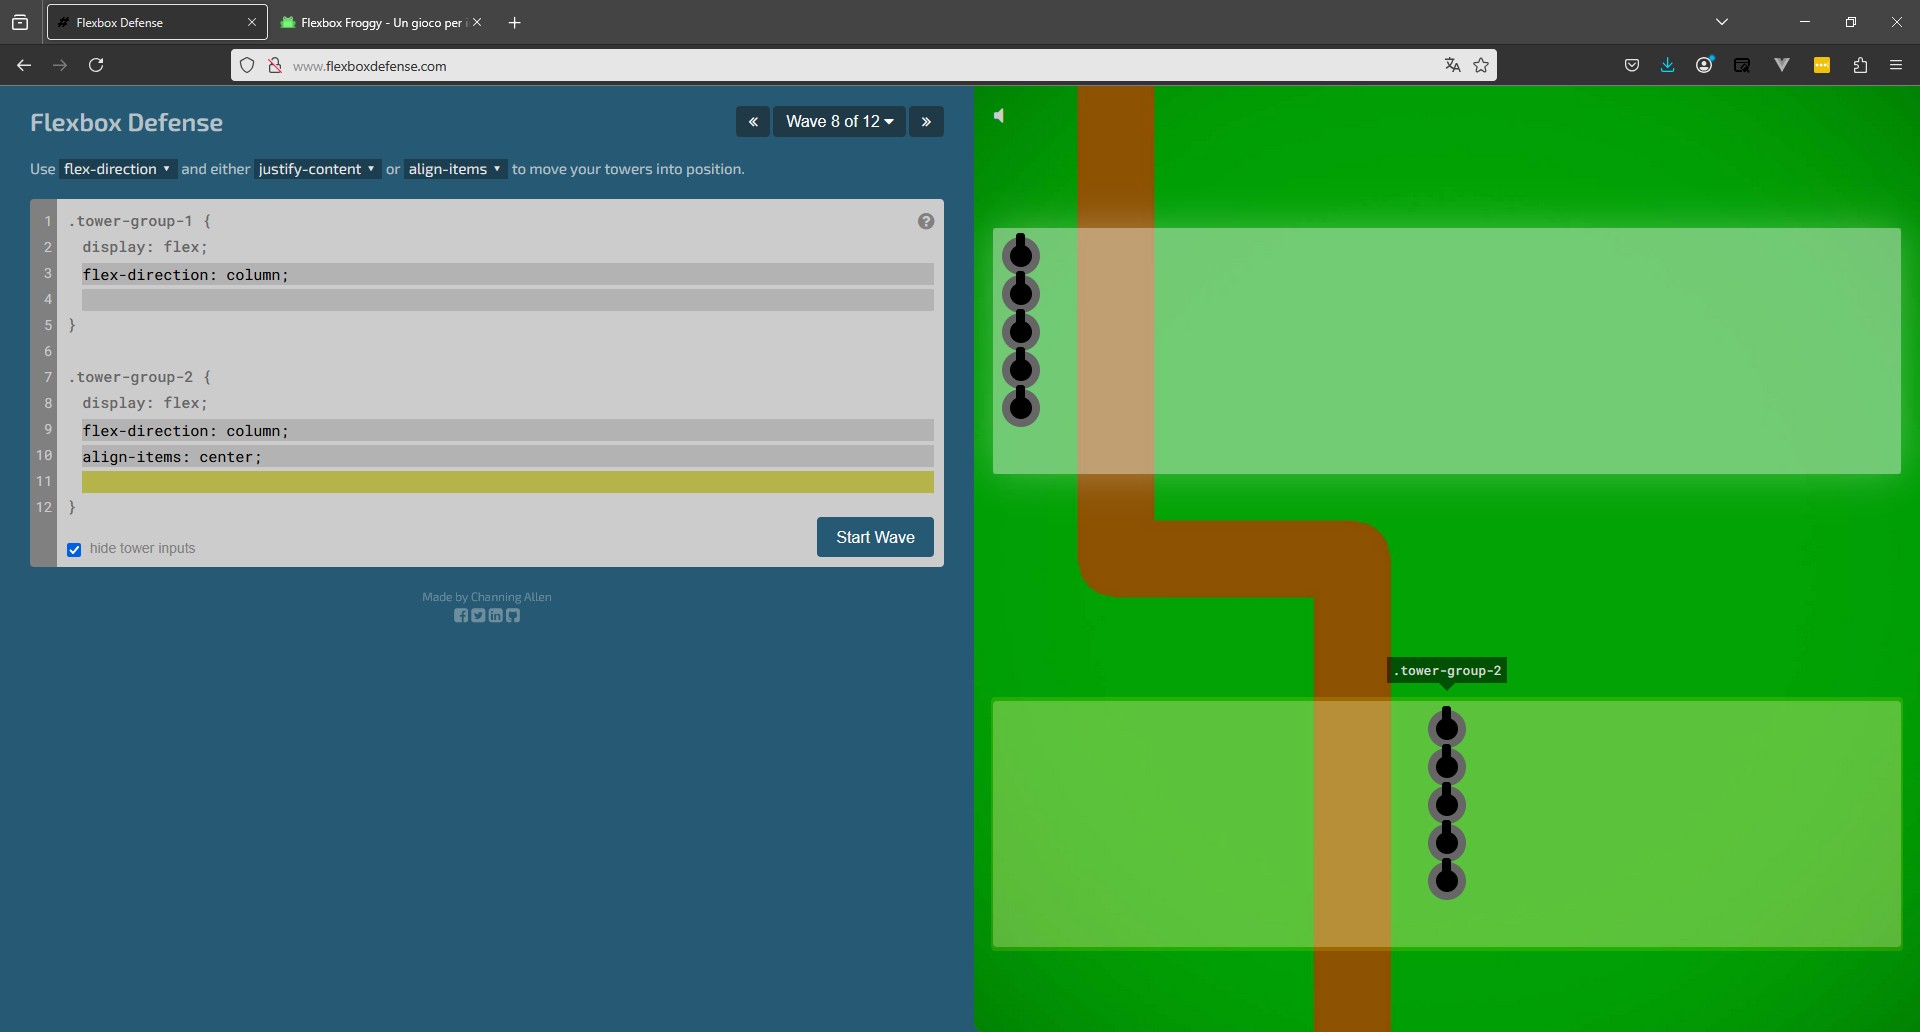 Flexbox Defense
Flexbox Froggy - Un gioco per i
www.flexboxdefense.com
Flexbox Defense
« Wave 8 of 12 »
Use flex-direction and either justify-content or align-items to move your towers into position.
1 .tower-group-1 {
2 display: flex;
3 flex-direction: column;
4
5 }
6
7 .tower-group-2 {
8 display: flex;
9 flex-direction: column;
10 align-items: center;
11
12 }
hide tower inputs
Start Wave
Made by Channing Allen
.tower-group-2